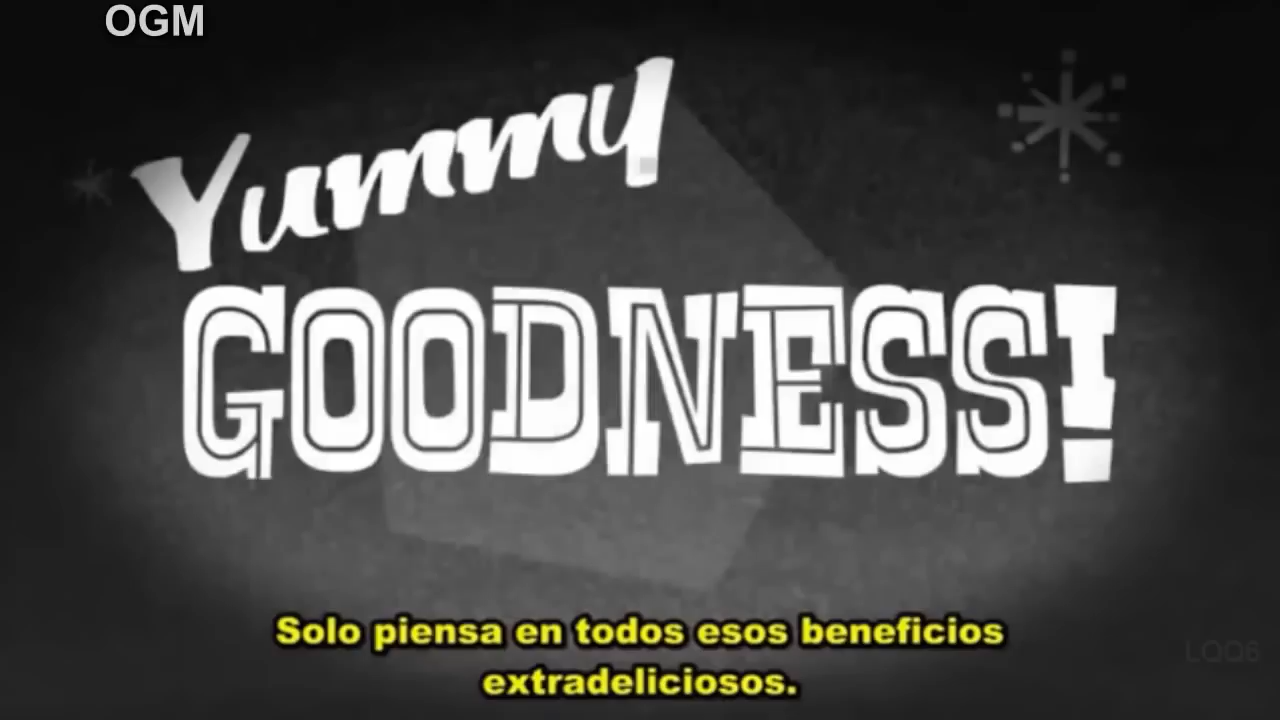 OGM
Yummy
GOODNESS!
Solo piensa en todos esos beneficios
extradeliciosos.